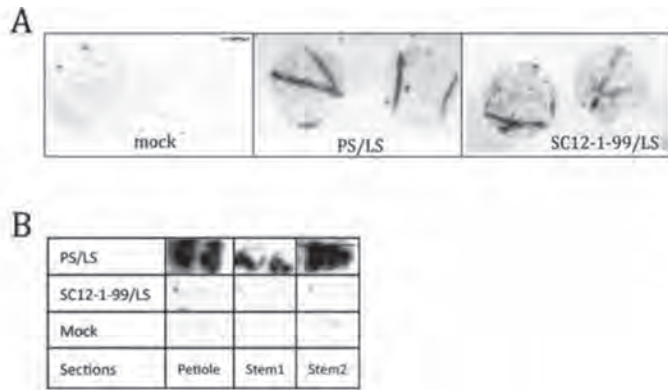 A
mock
PS/LS
SC12-1-99/LS
B
PS/LS
SC12-1-99/LS
Mock
Sections Petiole Stem1 Stem2